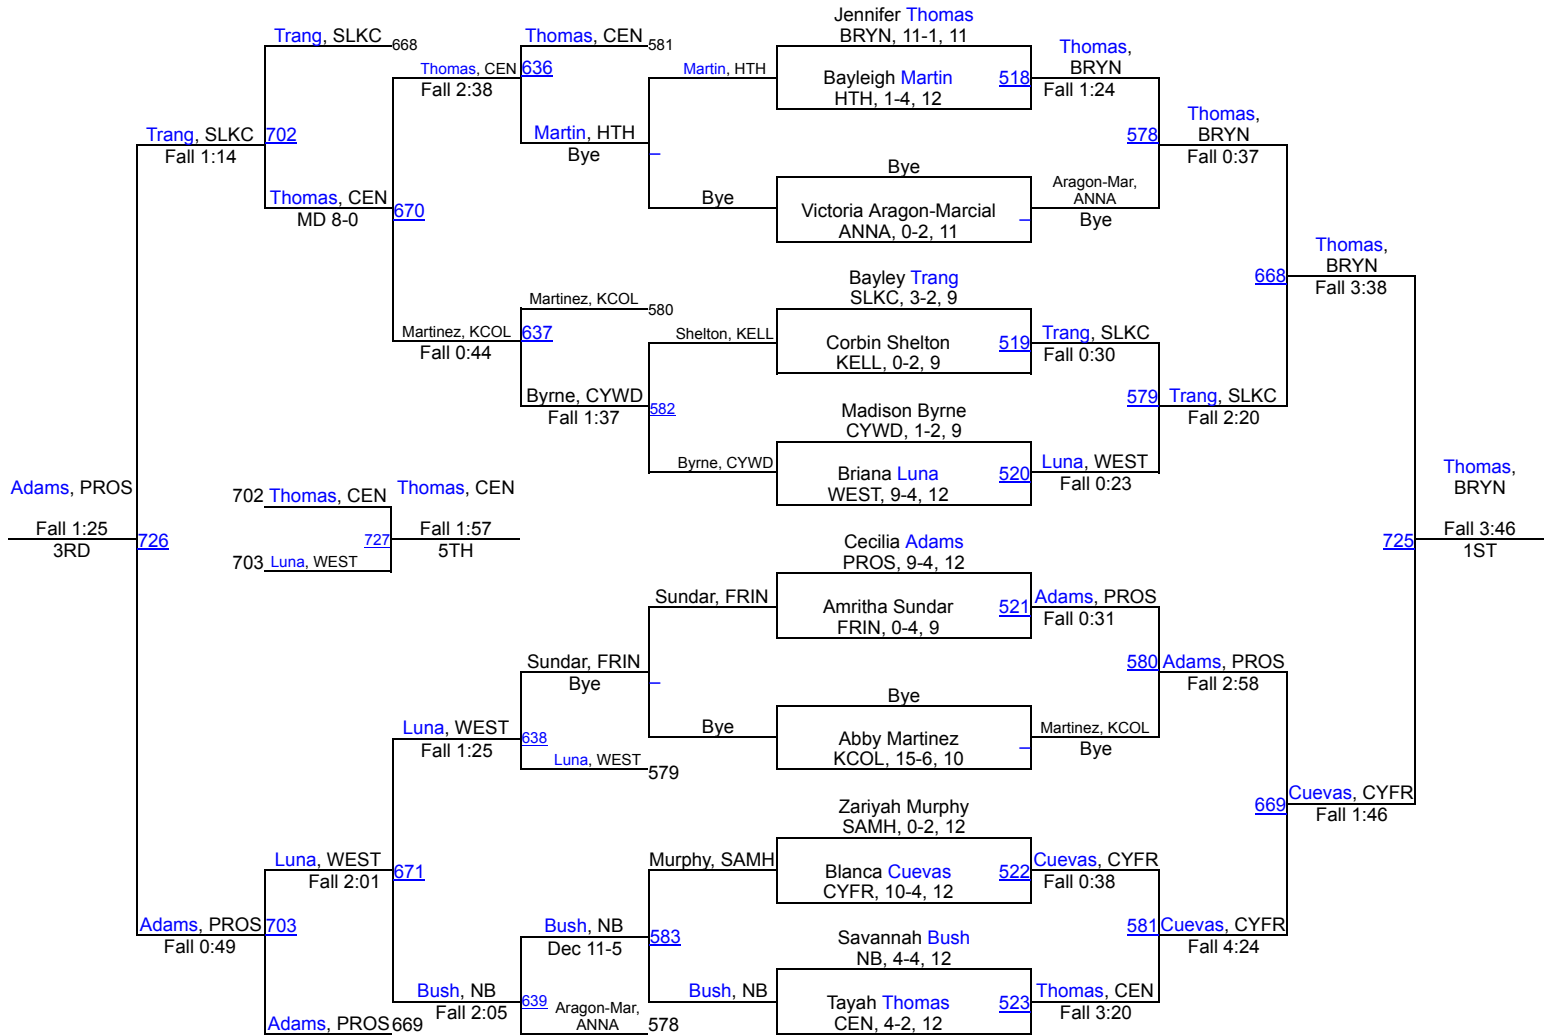 Jennifer Thomas
BRYN, 11-1, 11
Trang, SLKC
668
Thomas, CEN
581
Thomas,
BRYN
Thomas, CEN
636
Fall 2:38
Martin, HTH
Bayleigh Martin
HTH, 1-4, 12
518
Fall 1:24
Trang, SLKC
702
Fall 1:14
Martin, HTH
Bye
578
Thomas,
BRYN
Fall 0:37
Bye
Thomas, CEN
MD 8-0
670
Bye
Victoria Aragon-Marcial
ANNA, 0-2, 11
Aragon-Mar,
ANNA
Bye
Bayley Trang
SLKC, 3-2, 9
668
Thomas,
BRYN
Fall 3:38
Martinez, KCOL
580
Martinez, KCOL
637
Fall 0:44
Shelton, KELL
Corbin Shelton
KELL, 0-2, 9
519
Trang, SLKC
Fall 0:30
Byrne, CYWD
Fall 1:37
582
Madison Byrne
CYWD, 1-2, 9
579
Trang, SLKC
Fall 2:20
Byrne, CYWD
Briana Luna
WEST, 9-4, 12
520
Luna, WEST
Fall 0:23
Adams, PROS
Fall 1:25
3RD
726
702 Thomas, CEN
703 Luna, WEST
727
Thomas, CEN
Fall 1:57
5TH
Thomas,
BRYN
Fall 3:46
1ST
725
Cecilia Adams
PROS, 9-4, 12
Sundar, FRIN
Amritha Sundar
FRIN, 0-4, 9
521
Adams, PROS
Fall 0:31
Sundar, FRIN
Bye
580
Adams, PROS
Fall 2:58
Bye
Luna, WEST
Fall 1:25
638
Luna, WEST
579
Bye
Abby Martinez
KCOL, 15-6, 10
Martinez, KCOL
Bye
Zariyah Murphy
SAMH, 0-2, 12
669
Cuevas, CYFR
Fall 1:46
Luna, WEST
Fall 2:01
671
Murphy, SAMH
Blanca Cuevas
CYFR, 10-4, 12
522
Cuevas, CYFR
Fall 0:38
Adams, PROS
703
Fall 0:49
Bush, NB
Dec 11-5
583
Savannah Bush
NB, 4-4, 12
581
Cuevas, CYFR
Fall 4:24
Bush, NB
Fall 2:05
639
Aragon-Mar,
ANNA
578
Bush, NB
Tayah Thomas
CEN, 4-2, 12
523
Thomas, CEN
Fall 3:20
Adams, PROS
669